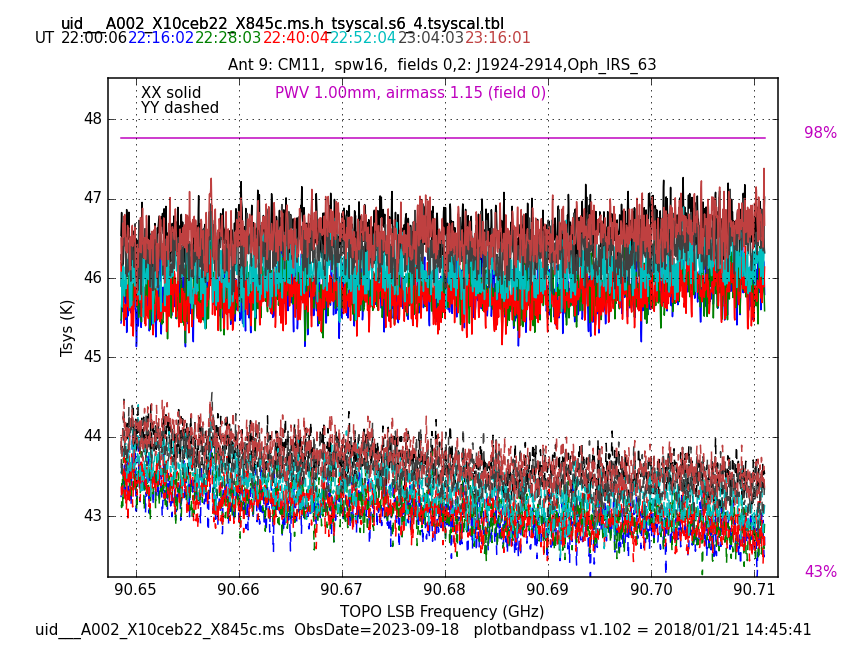 uid___A002_X10ceb22_X845c.ms.h_tsyscal.s6_4.tsyscal.tbl
UT 22:00:06 22:16:02 22:28:03 22:40:04 22:52:04 23:04:03 23:16:01
Ant 9: CM11,  spw16,  fields 0,2: J1924-2914,Oph_IRS_63
XX solid
PWV 1.00mm, airmass 1.15 (field 0)
YY dashed
48
98%
47
46
Tsys (K)
45
44
43
43%
90.65 90.66 90.67 90.68 90.69 90.70 90.71
TOPO LSB Frequency (GHz)
uid___A002_X10ceb22_X845c.ms  ObsDate=2023-09-18   plotbandpass v1.102 = 2018/01/21 14:45:41